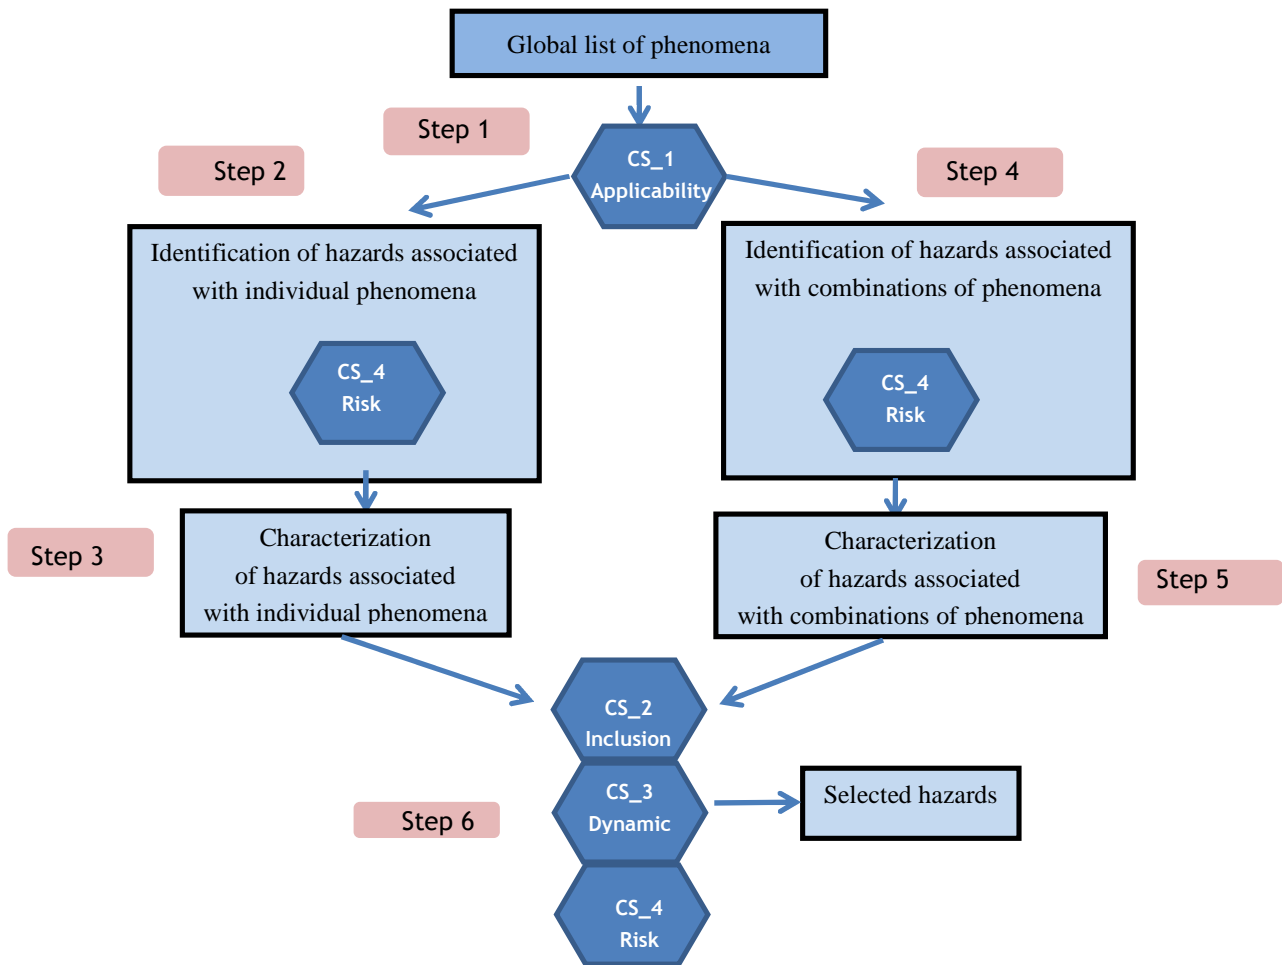 Global list of phenomena
Step 1
CS_1
Applicability
Step 2
Step 4
Identification of hazards associated
with individual phenomena
CS_4
Risk
Identification of hazards associated
with combinations of phenomena
CS_4
Risk
Step 3
Characterization
of hazards associated
with individual phenomena
Characterization
of hazards associated
with combinations of phenomena
Step 5
CS_2
Inclusion
CS_3
Dynamic
Selected hazards
Step 6
CS_4
Risk